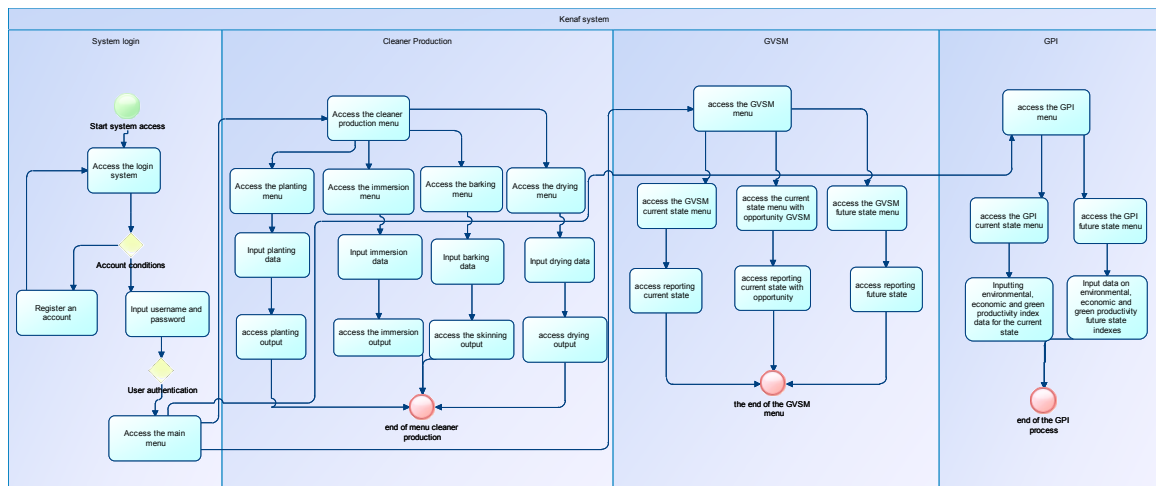 Kenaf system
System login
Cleaner Production
GVSM
GPI
Start system access
Access the login
system
Account conditions
Register an
account
Input username and
password
User authentication
Access the main
menu
Access the cleaner
production menu
Access the planting
menu
Access the immersion
menu
Access the barking
menu
Access the drying
menu
Input planting
data
Input immersion
data
Input barking
data
Input drying data
access planting
output
access the immersion
output
access the skinning
output
access drying
output
end of menu cleaner
production
access the GVSM
menu
access the GVSM
current state menu
access the current
state menu with
opportunity GVSM
access the GVSM
future state menu
access reporting
current state
access reporting
current state with
opportunity
access reporting
future state
the end of the GVSM
menu
access the GPI
menu
access the GPI
current state menu
access the GPI
future state menu
Inputting
environmental,
economic and green
productivity index
data for the current
state
Input data on
environmental,
economic and
green productivity
future state
indexes
end of the GPI
process